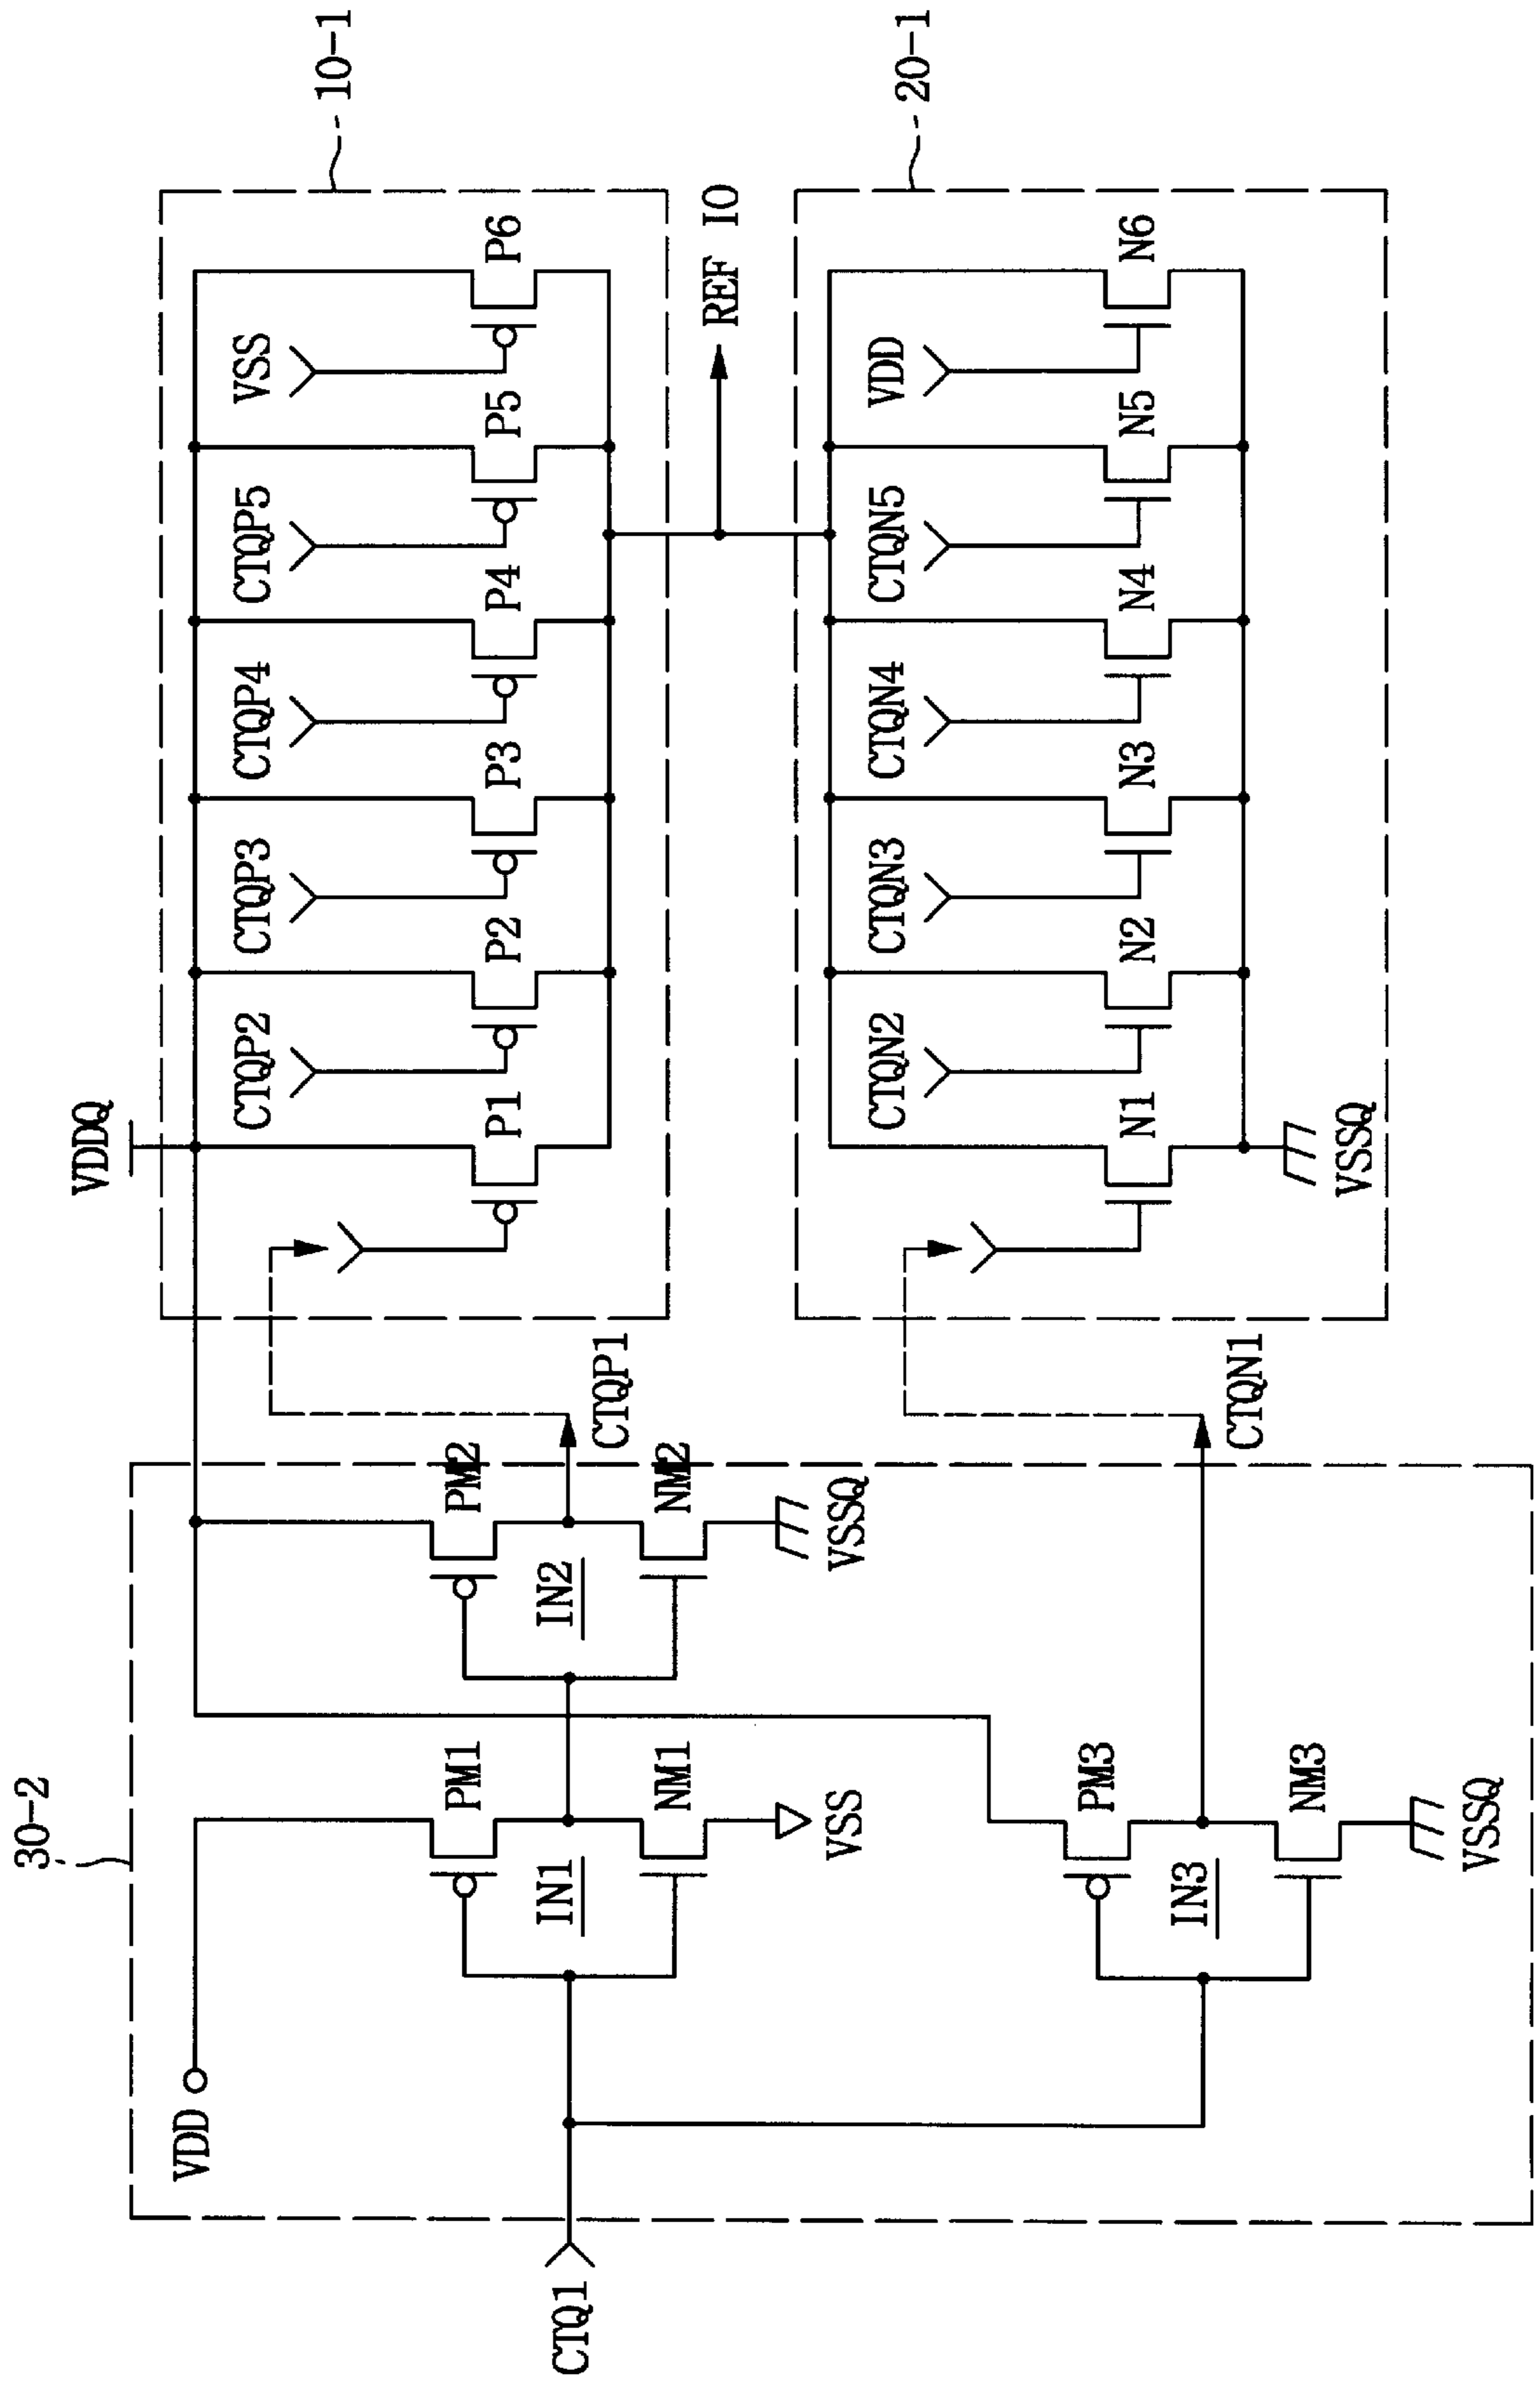 10-1
VDDQ
CTQP2
CTQP3
CTQP4
CTQP5
VSS
P1
P2
P3
P4
P5
P6
REF IO
20-1
CTQN2
CTQN3
CTQN4
CTQN5
VDD
N1
N2
N3
N4
N5
N6
VSSQ
30-2
VDD
CTQ1
PM1
NM1
IN1
VSS
PM2
NM2
IN2
VSSQ
CTQP1
PM3
NM3
IN3
VSSQ
CTQN1